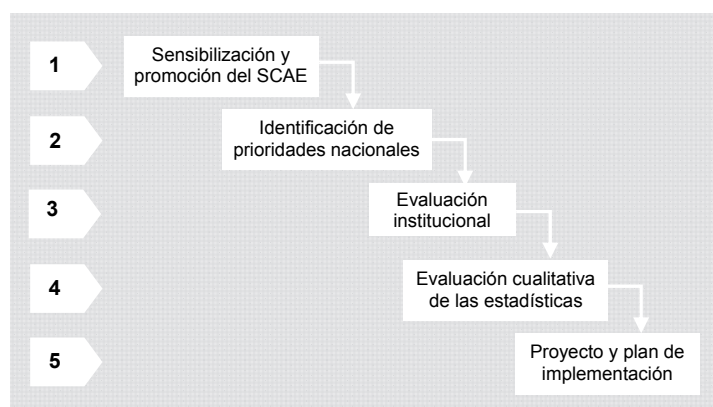 1
Sensibilización y
promoción del SCAE
2
Identificación de
prioridades nacionales
3
Evaluación
institucional
4
Evaluación cualitativa
de las estadísticas
5
Proyecto y plan de
implementación